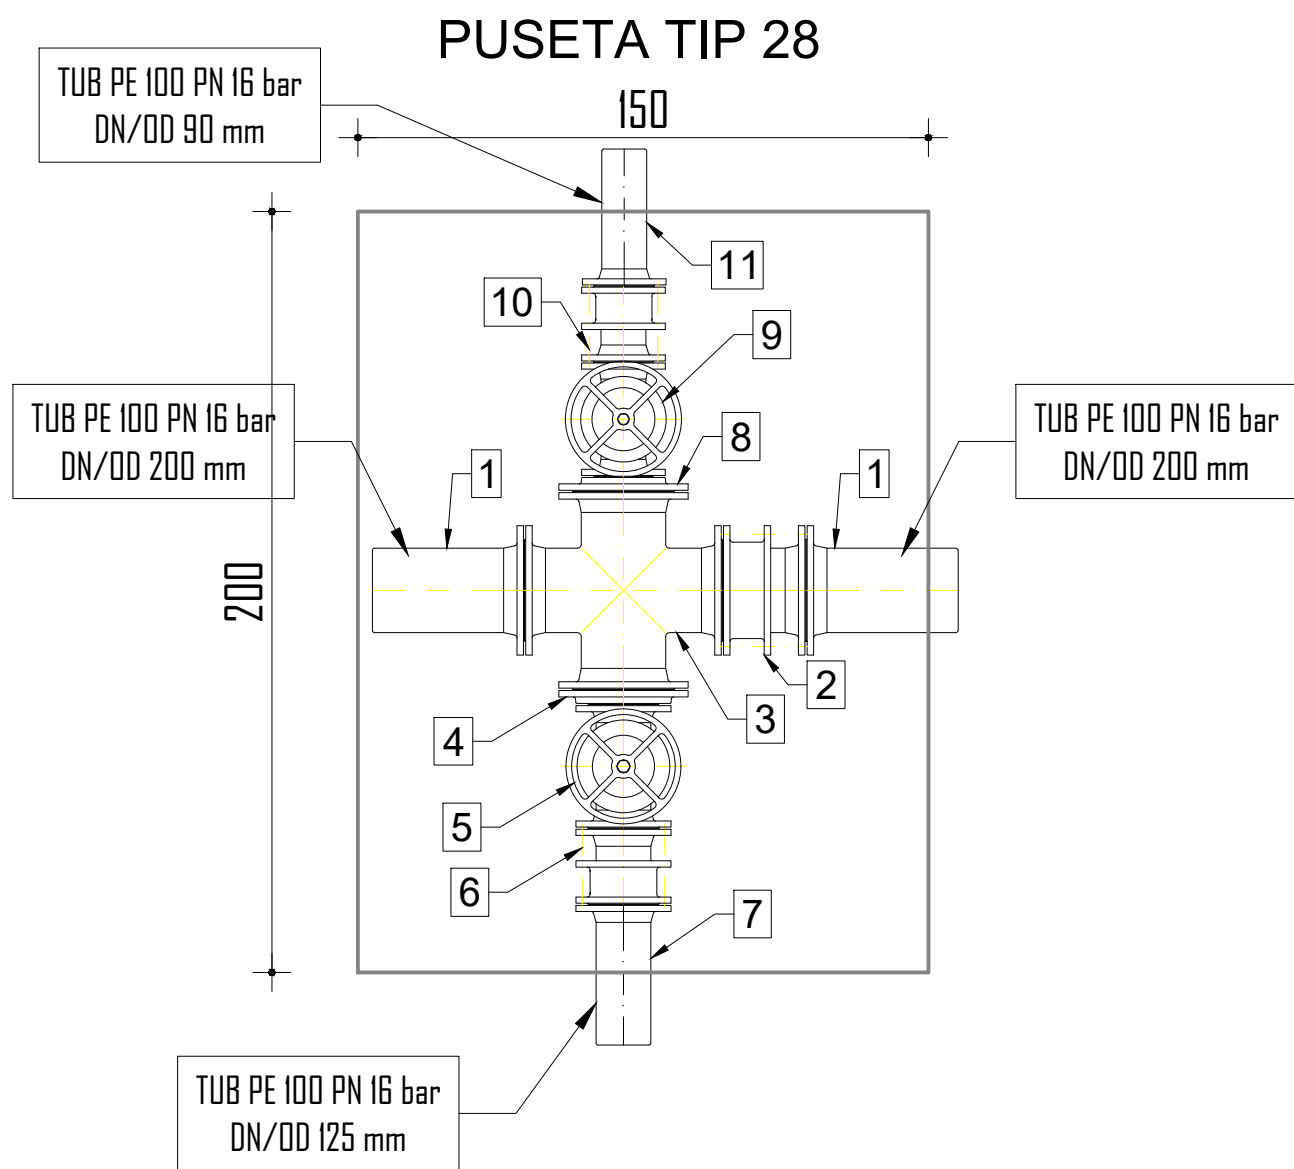 PUSETA TIP 28
TUB PE 100 PN 16 bar
DN/OD 90 mm
150
11
10
9
TUB PE 100 PN 16 bar
DN/OD 200 mm
TUB PE 100 PN 16 bar
DN/OD 200 mm
8
1
1
200
2
3
4
5
6
7
TUB PE 100 PN 16 bar
DN/OD 125 mm